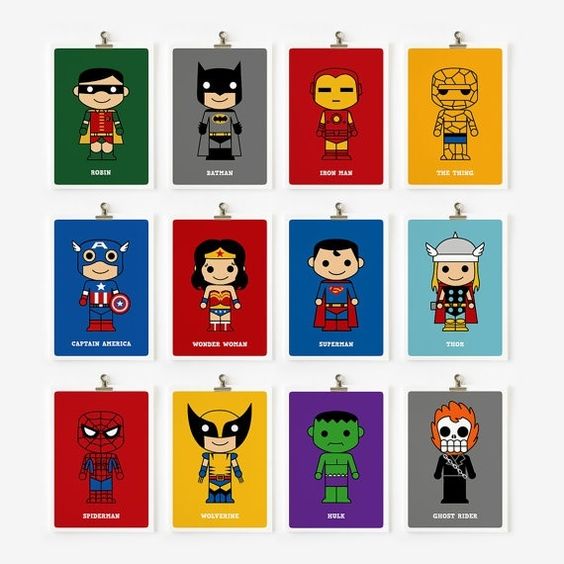 ROBIN
BATMAN
IRON MAN
THE THING
CAPTAIN AMERICA
WONDER WOMAN
SUPERMAN
THOR
SPIDERMAN
WOLVERINE
HULK
GHOST RIDER